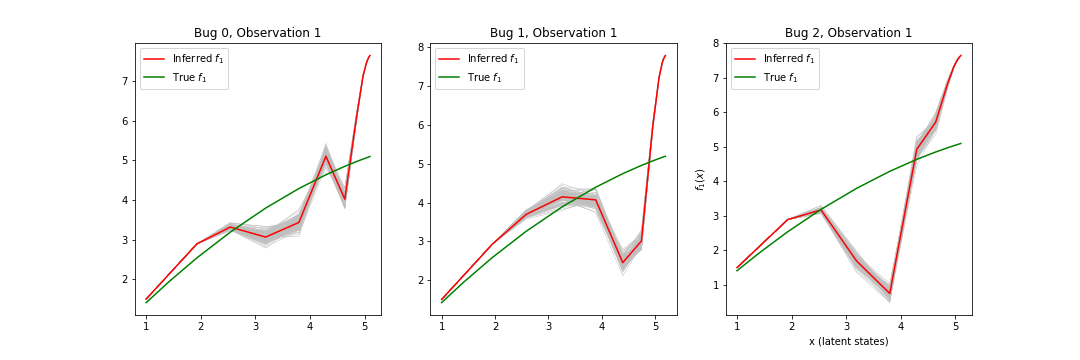 Bug 0, Observation 1
Inferred f₁
True f₁
7
6
5
4
3
2
1 2 3 4 5
Bug 1, Observation 1
Inferred f₁
True f₁
8
7
6
5
4
3
2
1 2 3 4 5
Bug 2, Observation 1
Inferred f₁
True f₁
f₁(x)
8
7
6
5
4
3
2
1
1 2 3 4 5
x (latent states)